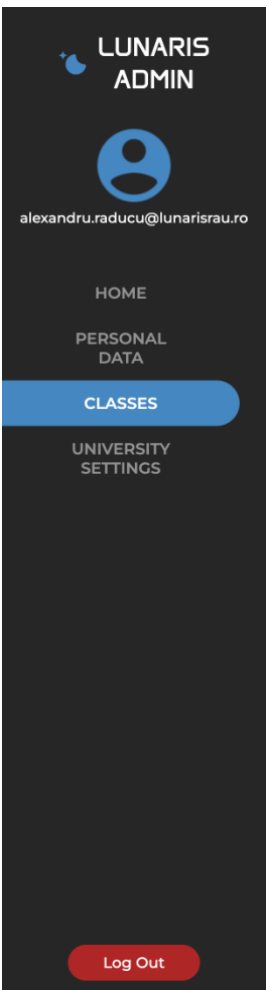 LUNARIS
ADMIN
alexandru.raducu@lunarisrau.ro
HOME
PERSONAL
DATA
CLASSES
UNIVERSITY
SETTINGS
Log Out